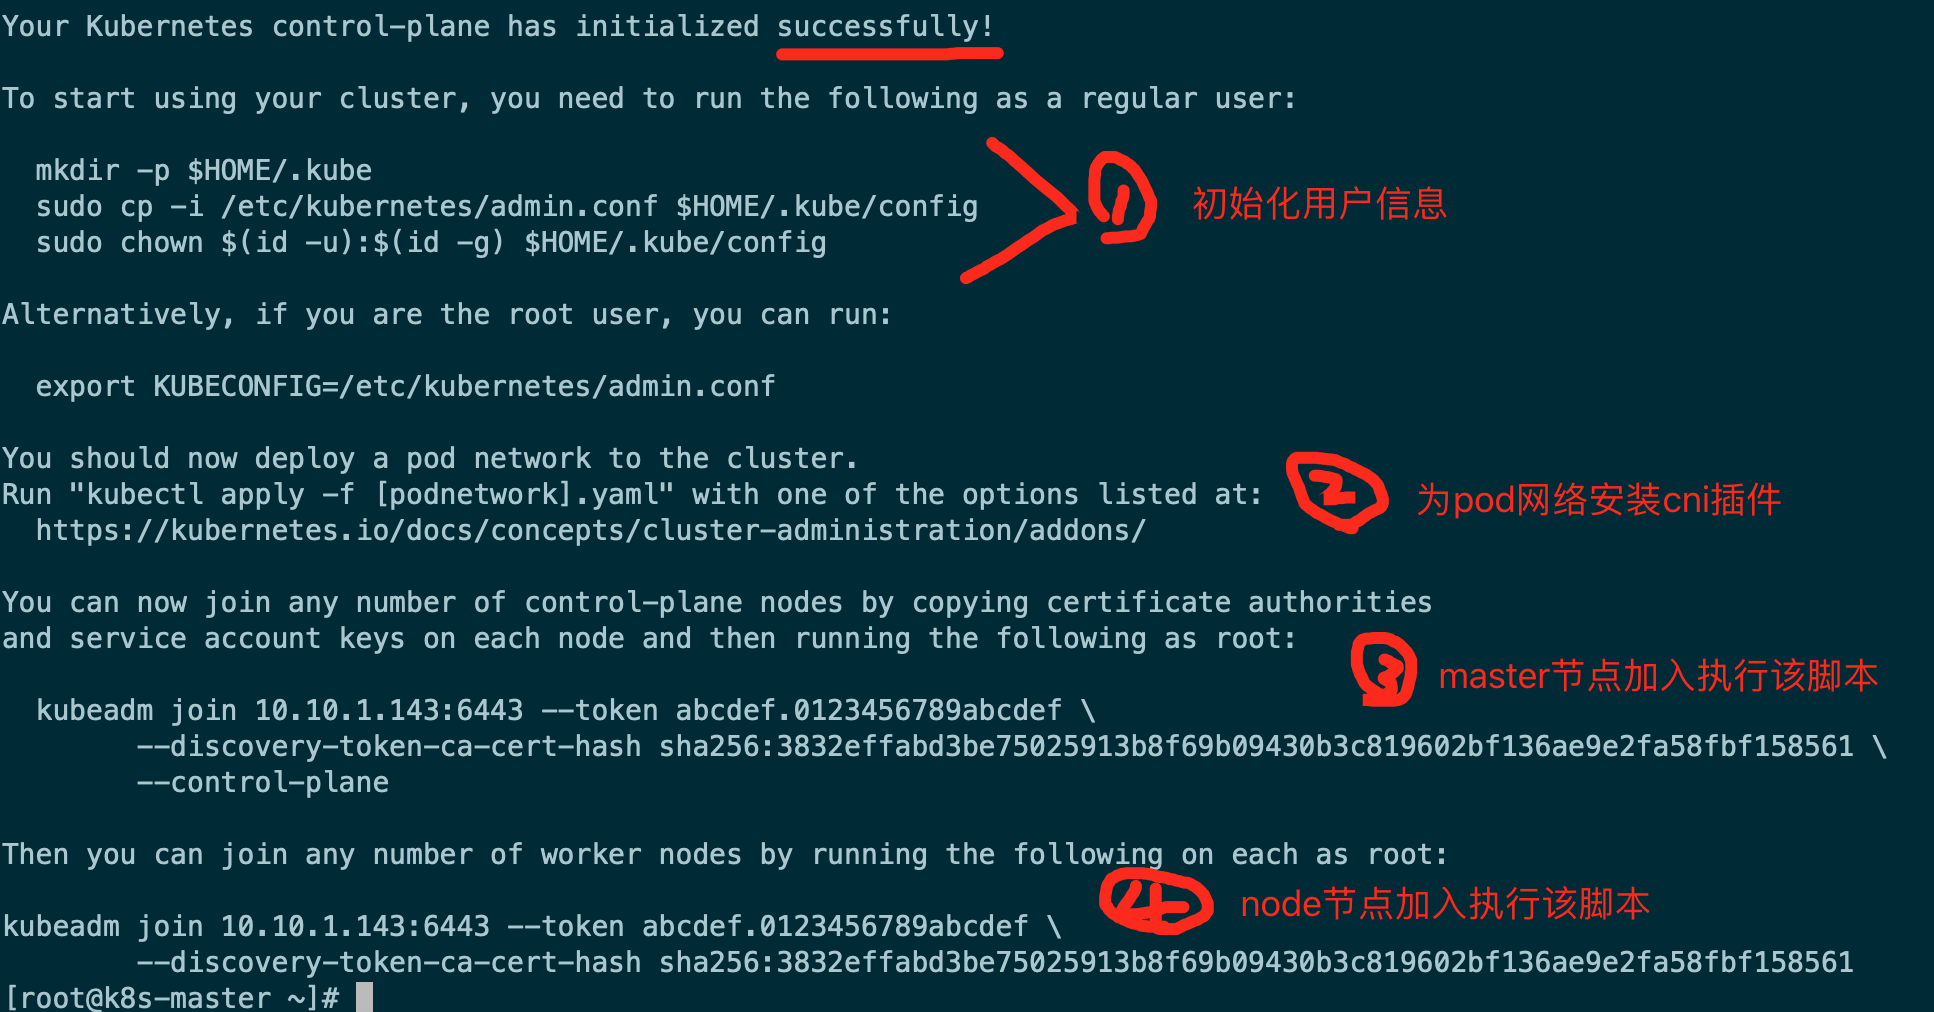 Your Kubernetes control-plane has initialized successfully!
To start using your cluster, you need to run the following as a regular user:
mkdir -p $HOME/.kube
sudo cp -i /etc/kubernetes/admin.conf $HOME/.kube/config
sudo chown $(id -u):$(id -g) $HOME/.kube/config
1 初始化用户信息
Alternatively, if you are the root user, you can run:
export KUBECONFIG=/etc/kubernetes/admin.conf
You should now deploy a pod network to the cluster.
Run "kubectl apply -f [podnetwork].yaml" with one of the options listed at:
2 为pod网络安装cni插件
https://kubernetes.io/docs/concepts/cluster-administration/addons/
You can now join any number of control-plane nodes by copying certificate authorities
and service account keys on each node and then running the following as root:
3 master节点加入执行该脚本
kubeadm join 10.10.1.143:6443 --token abcdef.0123456789abcdef \
--discovery-token-ca-cert-hash sha256:3832effabd3be75025913b8f69b09430b3c819602bf136ae9e2fa58fbf158561 \
--control-plane
Then you can join any number of worker nodes by running the following on each as root:
4 node节点加入执行该脚本
kubeadm join 10.10.1.143:6443 --token abcdef.0123456789abcdef \
--discovery-token-ca-cert-hash sha256:3832effabd3be75025913b8f69b09430b3c819602bf136ae9e2fa58fbf158561
[root@k8s-master ~]#